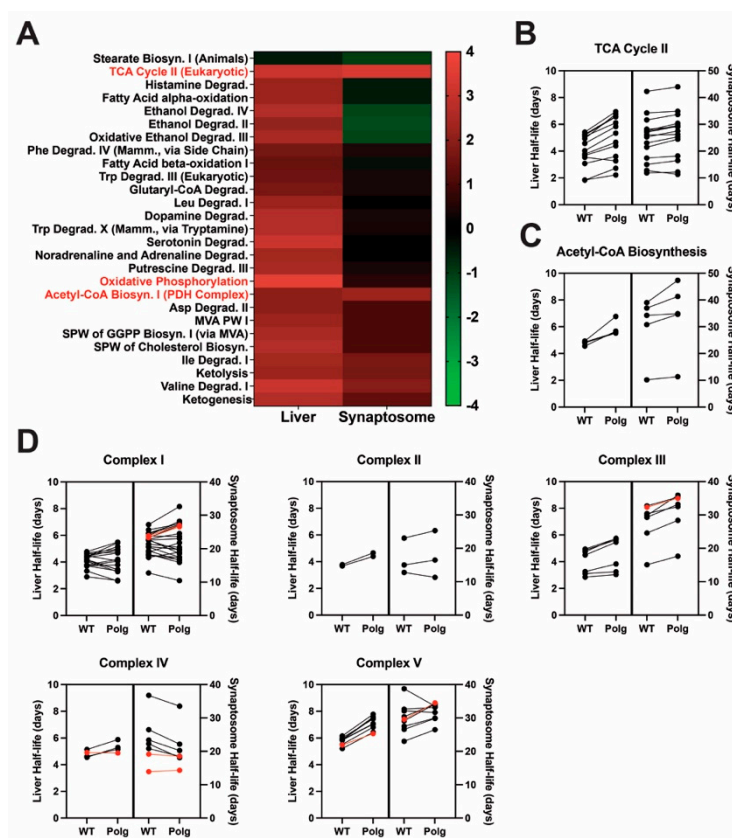 A
Stearate Biosyn. I (Animals)
TCA Cycle II (Eukaryotic)
Histamine Degrad.
Fatty Acid alpha-oxidation
Ethanol Degrad. IV
Ethanol Degrad. II
Oxidative Ethanol Degrad. III
Phe Degrad. IV (Mamm., via Side Chain)
Fatty Acid beta-oxidation I
Trp Degrad. III (Eukaryotic)
Glutaryl-CoA Degrad.
Leu Degrad. I
Dopamine Degrad.
Trp Degrad. X (Mamm., via Tryptamine)
Serotonin Degrad.
Noradrenaline and Adrenaline Degrad.
Putrescine Degrad. III
Oxidative Phosphorylation
Acetyl-CoA Biosyn. I (PDH Complex)
Asp Degrad. II
MVA PW I
SPW of GGPP Biosyn. I (via MVA)
SPW of Cholesterol Biosyn.
Ile Degrad. I
Ketolysis
Valine Degrad. I
Ketogenesis
Liver Synaptosome
4
3
2
1
0
-1
-2
-3
-4
B
TCA Cycle II
Liver Half-life (days)
10
8
6
4
2
0
WT Polg WT Polg
50
40
30
20
10
0
Synaptosome Half-life (days)
C
Acetyl-CoA Biosynthesis
Liver Half-life (days)
10
8
6
4
2
0
WT Polg WT Polg
50
40
30
20
10
0
Synaptosome Half-life (days)
D
Complex I
Liver Half-life (days)
10
8
6
4
2
0
WT Polg WT Polg
40
30
20
10
0
Synaptosome Half-life (days)
Complex II
Liver Half-life (days)
10
8
6
4
2
0
WT Polg WT Polg
40
30
20
10
0
Synaptosome Half-life (days)
Complex III
Liver Half-life (days)
10
8
6
4
2
0
WT Polg WT Polg
40
30
20
10
0
Synaptosome Half-life (days)
Complex IV
Liver Half-life (days)
10
8
6
4
2
0
WT Polg WT Polg
40
30
20
10
0
Synaptosome Half-life (days)
Complex V
Liver Half-life (days)
10
8
6
4
2
0
WT Polg WT Polg
40
30
20
10
0
Synaptosome Half-life (days)